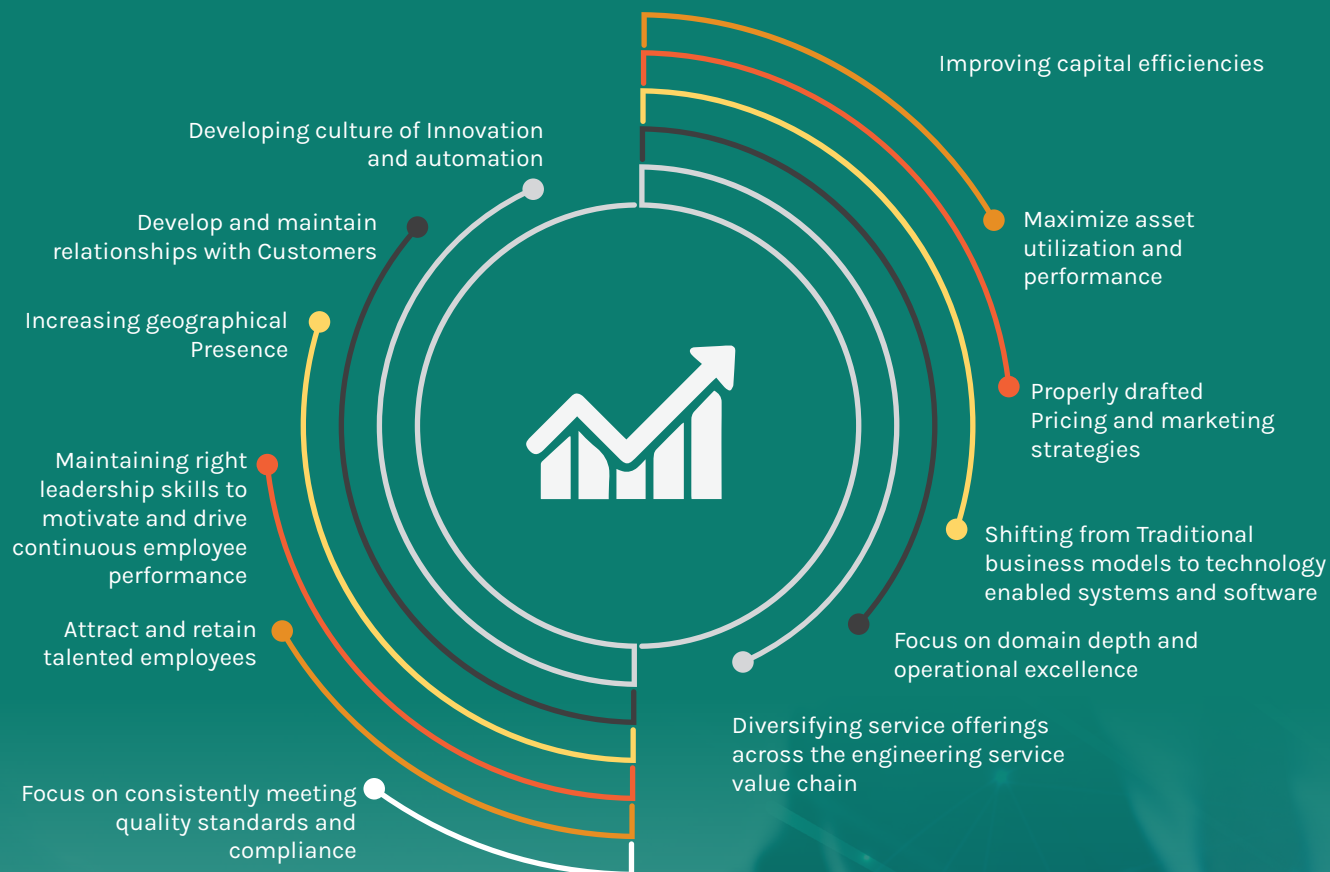 Improving capital efficiencies
Maximize asset
utilization and
performance
Properly drafted
Pricing and marketing
strategies
Shifting from Traditional
business models to technology
enabled systems and software
Focus on domain depth and
operational excellence
Diversifying service offerings
across the engineering service
value chain
Developing culture of Innovation
and automation
Develop and maintain
relationships with Customers
Increasing geographical
Presence
Maintaining right
leadership skills to
motivate and drive
continuous employee
performance
Attract and retain
talented employees
Focus on consistently meeting
quality standards and
compliance